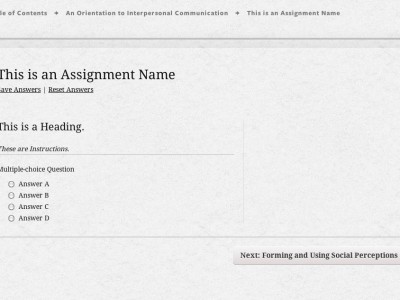 le of Contents → An Orientation to Interpersonal Communication → This is an Assignment Name
This is an Assignment Name
ave Answers | Reset Answers
This is a Heading.
These are Instructions.
Multiple-choice Question
Answer A
Answer B
Answer C
Answer D
Next: Forming and Using Social Perceptions